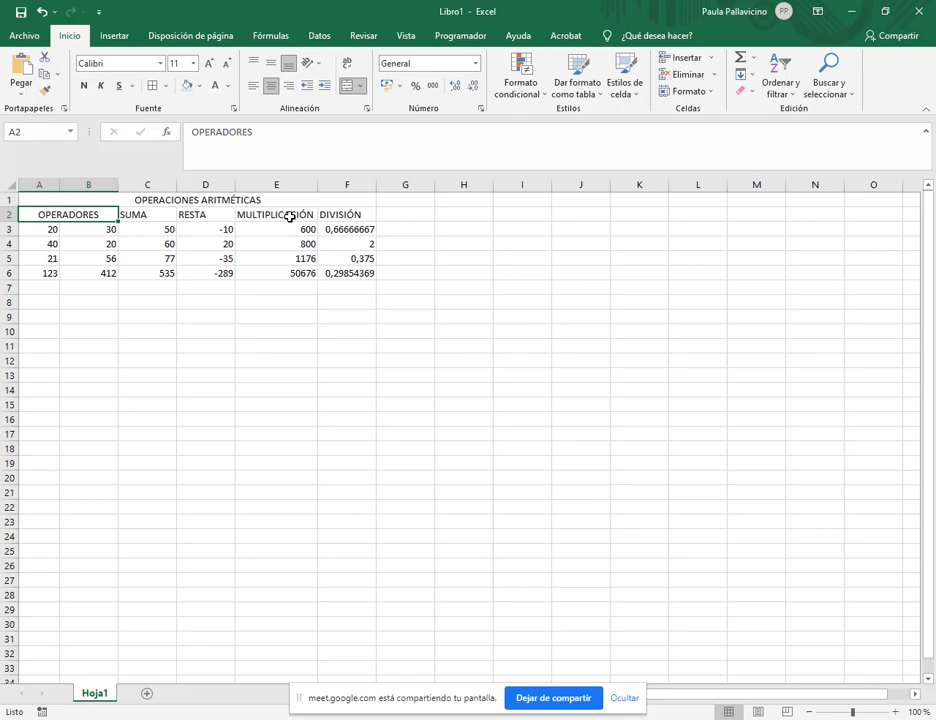 Libro1 - Excel
Paula Pallavicino PP
Archivo Inicio Insertar Disposición de página Fórmulas Datos Revisar Vista Programador Ayuda Acrobat ¿Qué desea hacer? Compartir
Pegar
Portapapeles
Calibri 11
N K S
Fuente
ab
Alineación
General
% 000
Número
Formato condicional
Dar formato como tabla
Estilos de celda
Estilos
Insertar
Eliminar
Formato
Celdas
Ordenar y filtrar
Buscar y seleccionar
Edición
A2 fx OPERADORES
A B C D E F G H I J K L M N O
1 OPERACIONES ARITMÉTICAS
2 OPERADORES SUMA RESTA MULTIPLICACIÓN DIVISIÓN
3 20 30 50 -10 600 0,66666667
4 40 20 60 20 800 2
5 21 56 77 -35 1176 0,375
6 123 412 535 -289 50676 0,29854369
7
8
9
10
11
12
13
14
15
16
17
18
19
20
21
22
23
24
25
26
27
28
29
30
31
32
33
34
Hoja1
meet.google.com está compartiendo tu pantalla. Dejar de compartir Ocultar
Listo 100 %